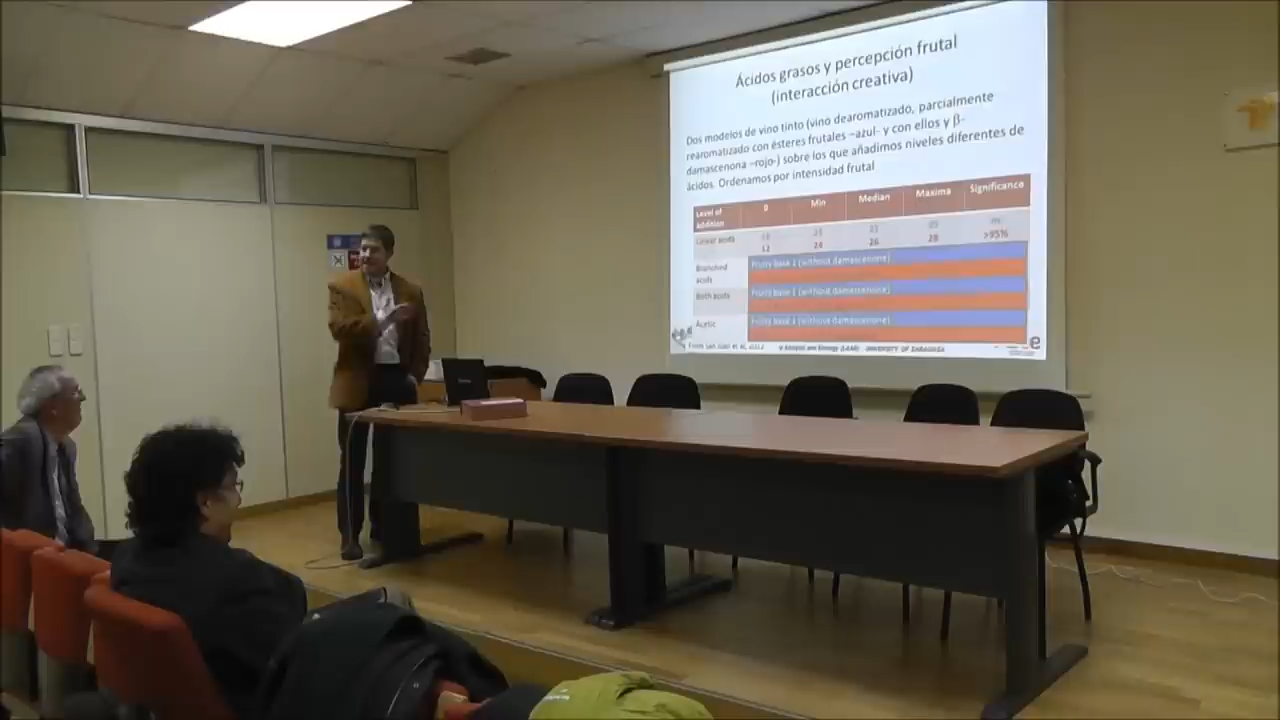 Ácidos grasos y percepción frutal
(interacción creativa)
Dos modelos de vino tinto (vino dearomatizado, parcialmente
rearomatizado con ésteres frutales –azul- y con ellos y β-
damascenona –rojo-) sobre los que añadimos niveles diferentes de
ácidos. Ordenamos por intensidad frutal
Level of addition 0 Min Median Maxima Significance
Linear acids
12 24 26 28 >95%
Branched acids Fruity base 1 (without damascenone)
Both acids Fruity base 1 (without damascenone)
Acetic Fruity base 1 (without damascenone)
UNIVERSITY OF ZARAGOZA